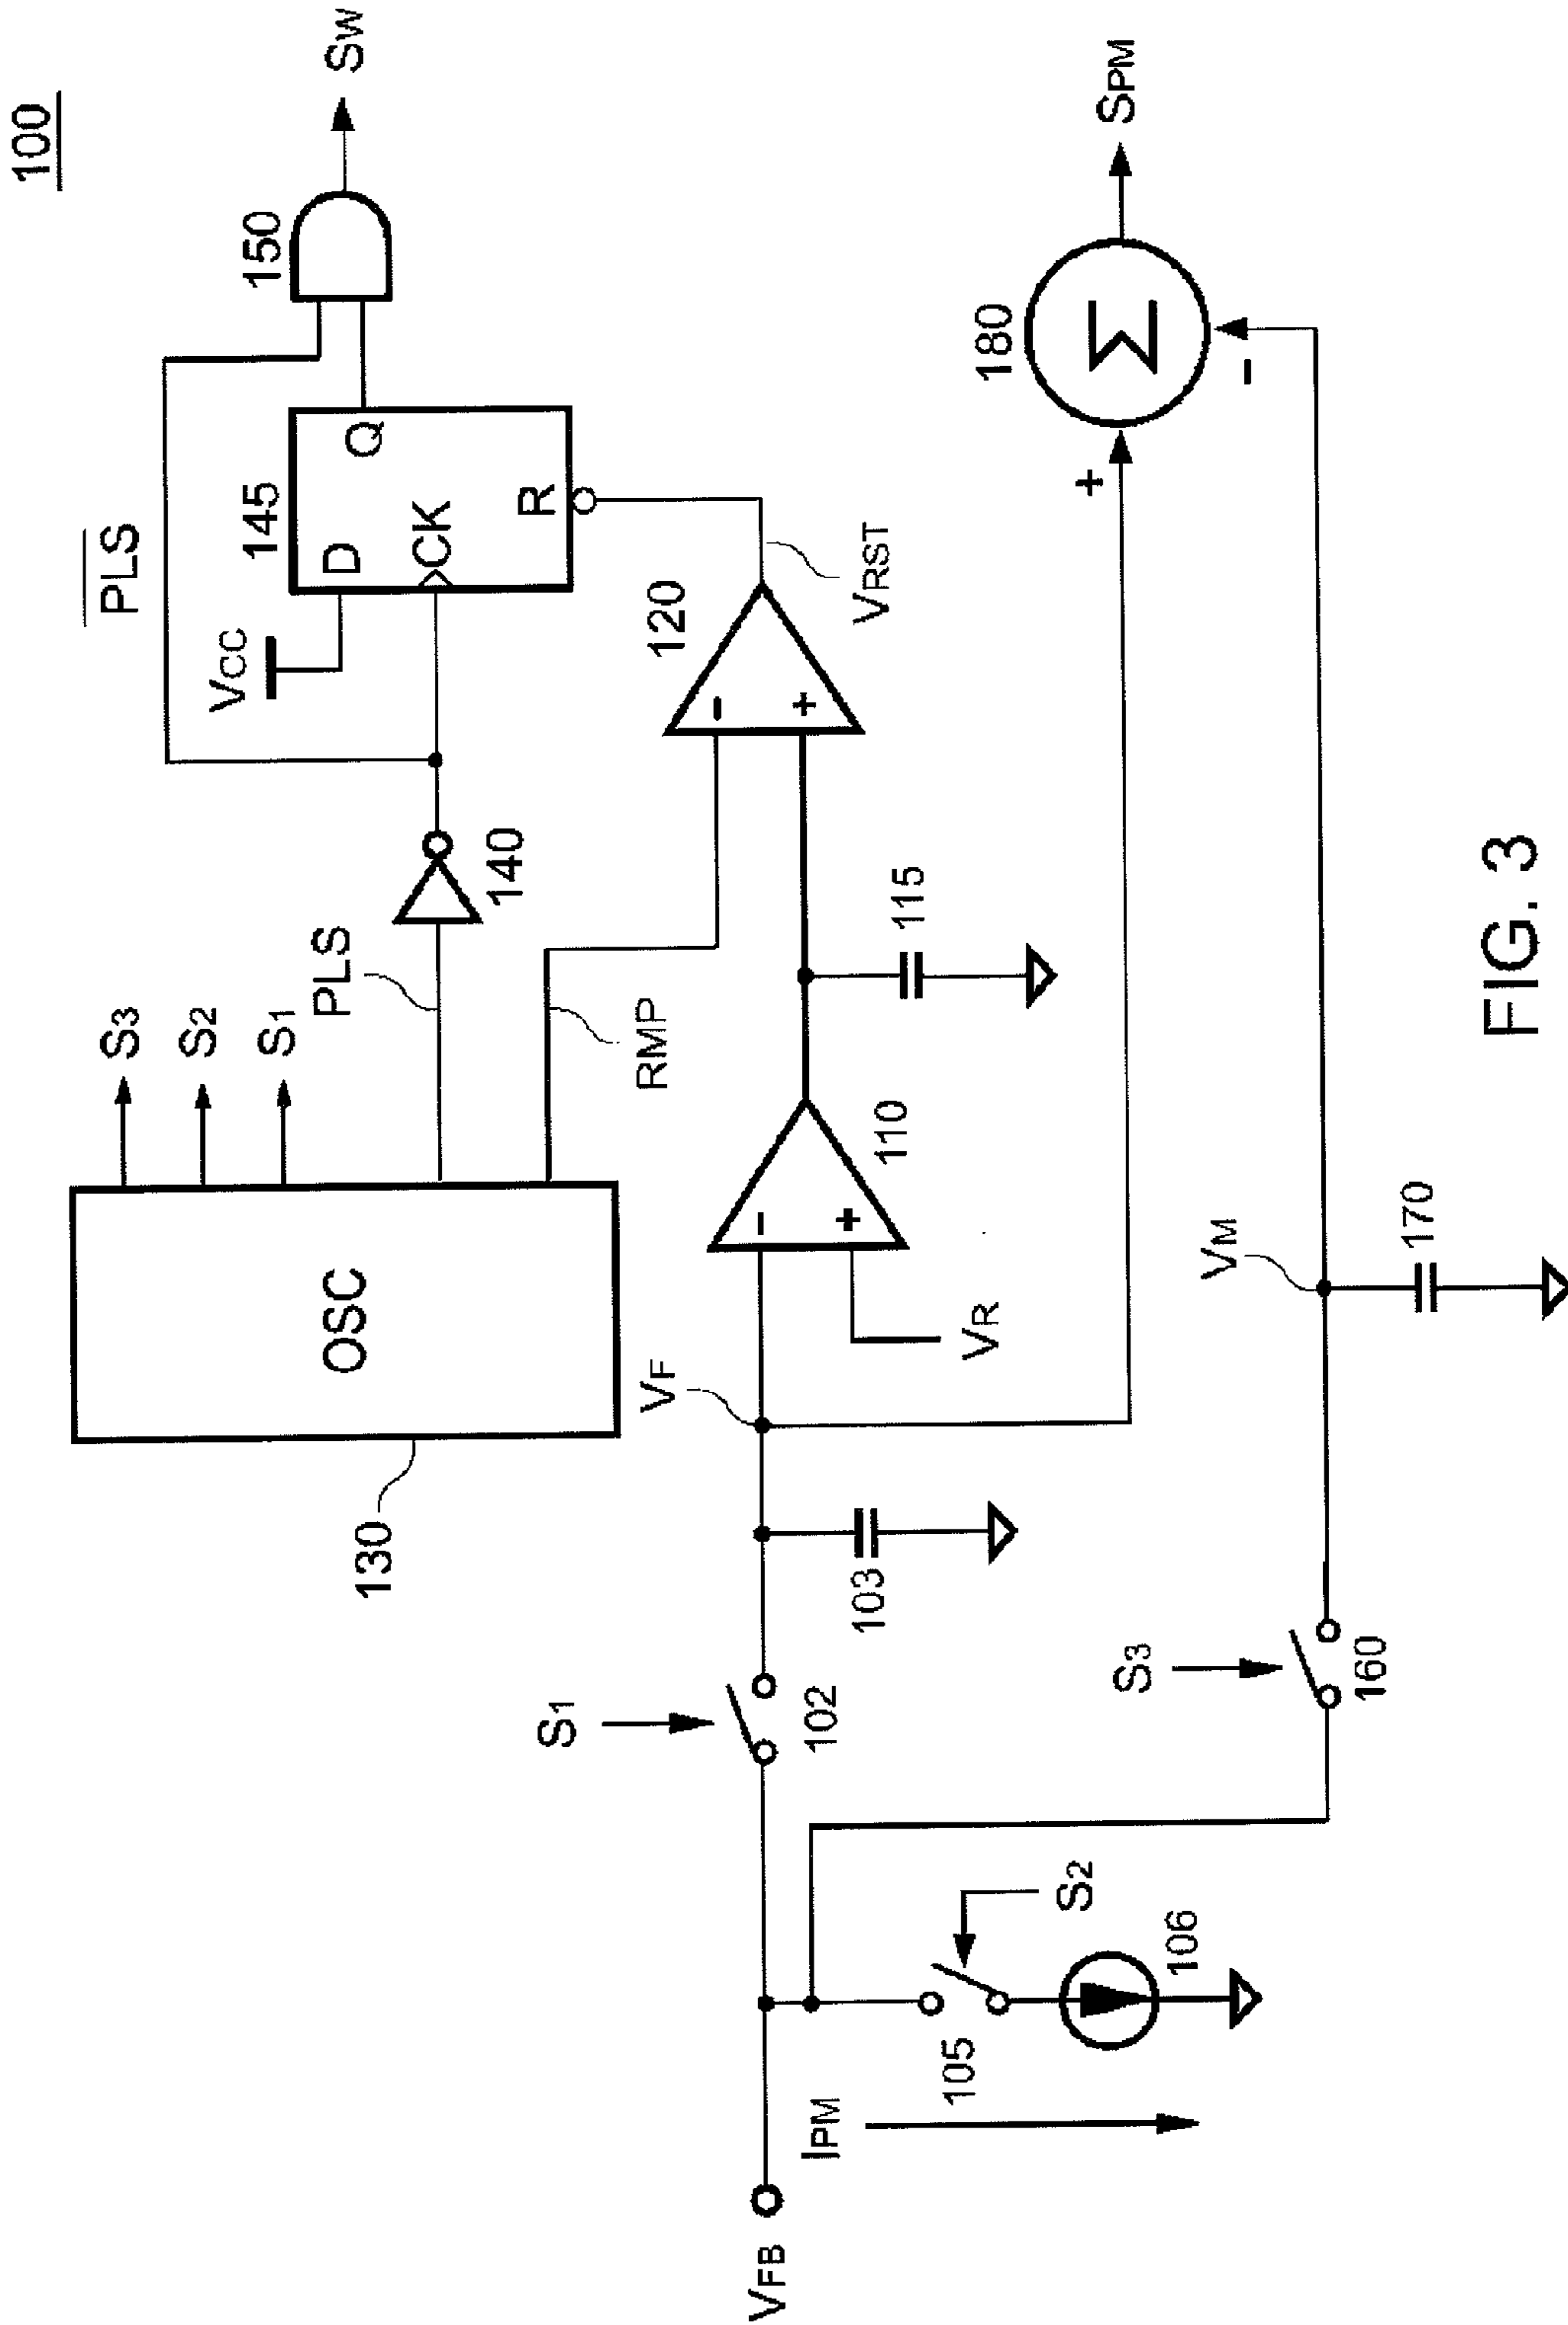 100
S3
S2
S1
OSC
130
PLS
RMP
140
PLS
VCC
D
CK
Q
R
145
150
SW
VFB
IPM
105
106
S2
S1
102
103
VF
VR
-
+
110
115
-
+
120
VRST
S3
160
VM
170
+
-
180
Σ
SPM
FIG. 3